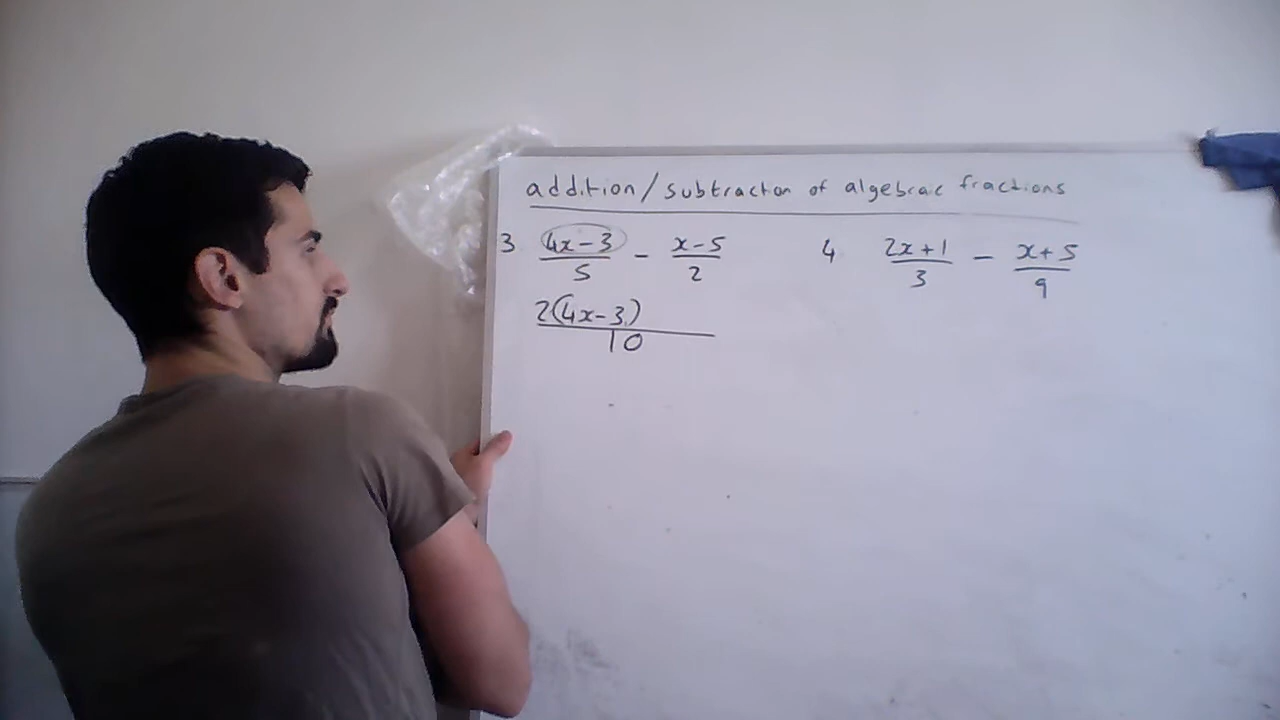 addition/subtraction of algebraic fractions
3 (4x-3)/5 - (x-5)/2
2(4x-3)/10
4 (2x+1)/3 - (x+5)/9